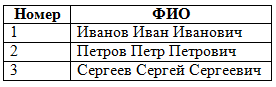 Номер ФИО
1 Иванов Иван Иванович
2 Петров Петр Петрович
3 Сергеев Сергей Сергеевич